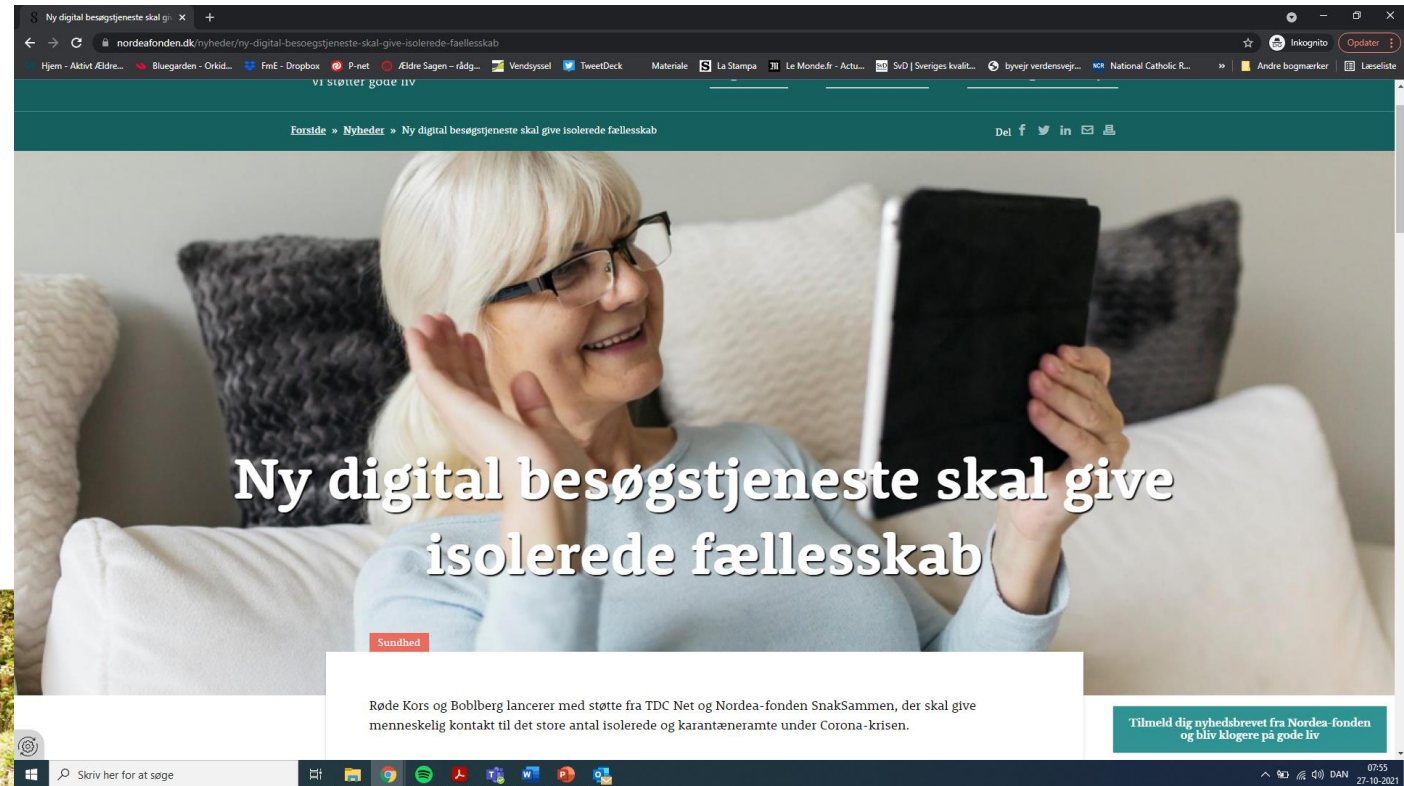 Ny digital besøgstjeneste skal giv
nordeafonden.dk/nyheder/ny-digital-besoegstjeneste-skal-give-isolerede-faellesskab
Inkognito
Opdater
Hjem - Aktivt Ældre...
Bluegarden - Orkid...
FmE - Dropbox
P-net
Ældre Sagen – rådg...
Vendsyssel
TweetDeck
Materiale
La Stampa
Le Monde.fr - Actu...
SvD | Sveriges kvalit...
byvejr verdensvejr...
National Catholic R...
»
Andre bogmærker
Læseliste
Vi støtter gode liv
Forside » Nyheder » Ny digital besøgstjeneste skal give isolerede fællesskab
Del
Ny digital besøgstjeneste skal give
isolerede fællesskab
Sundhed
Røde Kors og Boblberg lancerer med støtte fra TDC Net og Nordea-fonden SnakSammen, der skal give
menneskelig kontakt til det store antal isolerede og karantæneramte under Corona-krisen.
Tilmeld dig nyhedsbrevet fra Nordea-fonden
og bliv klogere på gode liv
Skriv her for at søge
DAN
07:55
27-10-2021